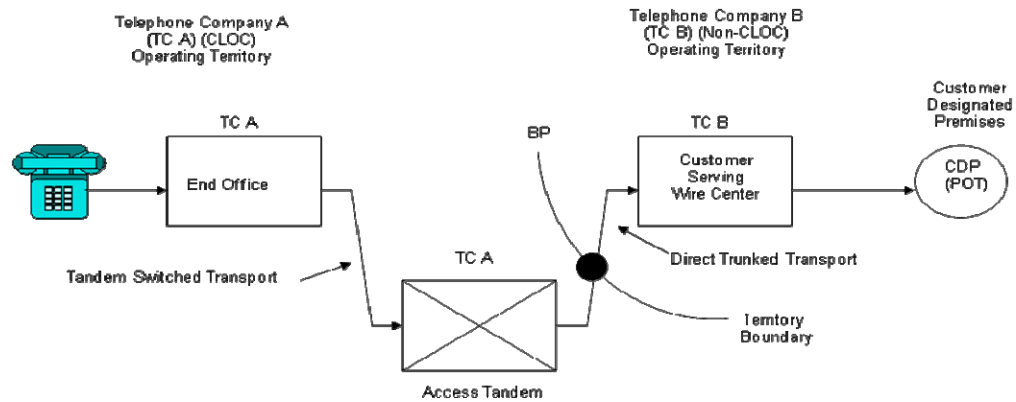 Telephone Company A
(TC A) (CLOC)
Operating Territory
Telephone Company B
(TC B) (Non-CLOC)
Operating Territory
Customer
Designated
Premises
TC A
BP
TC B
End Office
Customer
Serving
Wire Center
CDP
(POT)
Tandem Switched Transport
TC A
Direct Trunked Transport
Territory
Boundary
Access Tandem